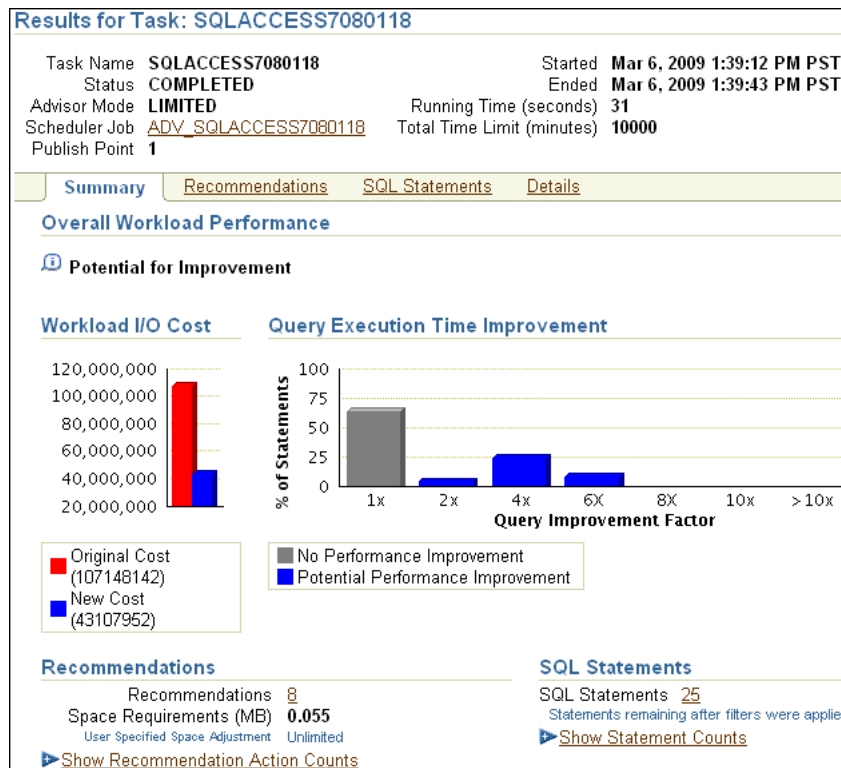 Results for Task: SQLACCESS7080118
Task Name SQLACCESS7080118
Status COMPLETED
Advisor Mode LIMITED
Scheduler Job ADV_SQLACCESS7080118
Publish Point 1
Started Mar 6, 2009 1:39:12 PM PST
Ended Mar 6, 2009 1:39:43 PM PST
Running Time (seconds) 31
Total Time Limit (minutes) 10000
Summary Recommendations SQL Statements Details
Overall Workload Performance
Potential for Improvement
Workload I/O Cost
120,000,000
100,000,000
80,000,000
60,000,000
40,000,000
20,000,000
Original Cost
(107148142)
New Cost
(43107952)
Query Execution Time Improvement
% of Statements
100
75
50
25
0
1x 2x 4x 6X 8X 10x >10x
Query Improvement Factor
No Performance Improvement
Potential Performance Improvement
Recommendations
Recommendations 8
Space Requirements (MB) 0.055
User Specified Space Adjustment Unlimited
Show Recommendation Action Counts
SQL Statements
SQL Statements 25
Statements remaining after filters were applie
Show Statement Counts